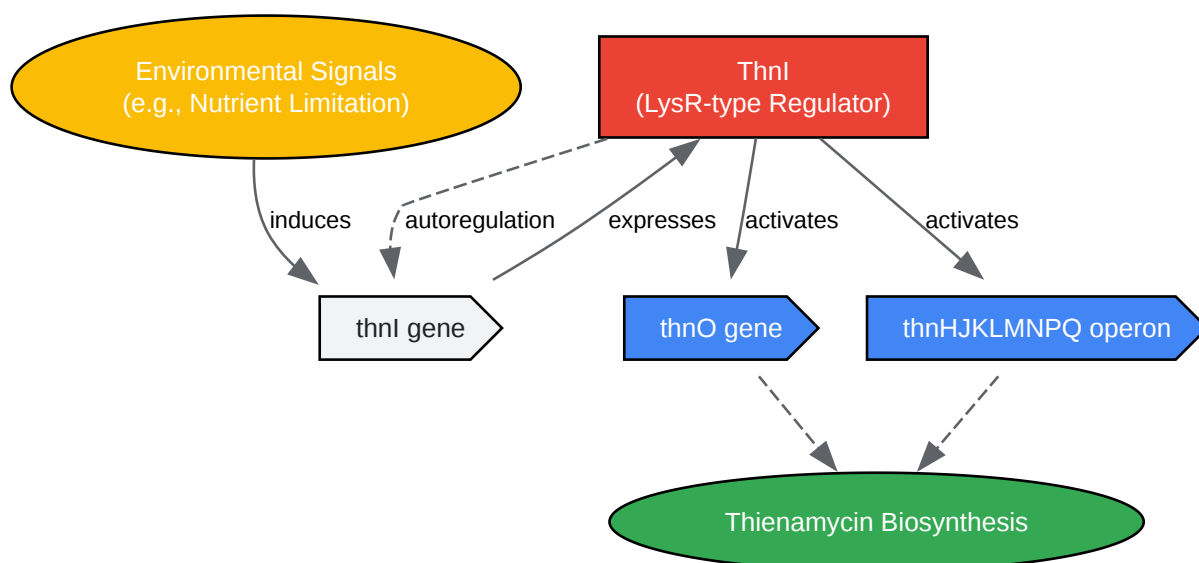 Environmental Signals
(e.g., Nutrient Limitation)
ThnI
(LysR-type Regulator)
induces
autoregulation
expresses
activates
activates
thnI gene
thnO gene
thnHJKLMNPQ operon
Thienamycin Biosynthesis